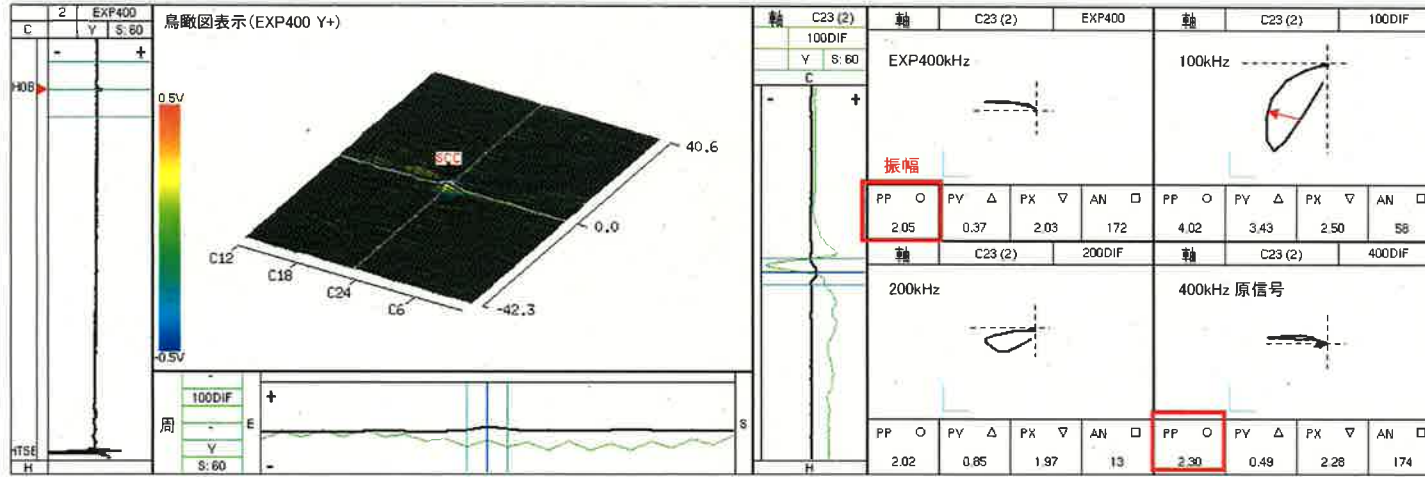 2 EXP400
C Y S:60
- +
H08
HTSE
H
鳥瞰図表示(EXP400 Y+)
0.5V
-0.5V
SCC
40.6
0.0
-42.3
C12
C18
C24
C6
周
-
100DIF
-
Y
S:60
E
+
-
S
軸 C23(2)
100DIF
Y S:60
C
- +
H
軸 C23(2) EXP400
EXP400kHz
振幅
PP ○ PY △ PX ▽ AN □
2.05 0.37 2.03 172
軸 C23(2) 100DIF
100kHz
PP ○ PY △ PX ▽ AN □
4.02 3.43 2.50 58
軸 C23(2) 200DIF
200kHz
PP ○ PY △ PX ▽ AN □
2.02 0.85 1.97 13
軸 C23(2) 400DIF
400kHz 原信号
PP ○ PY △ PX ▽ AN □
2.30 0.49 2.28 174